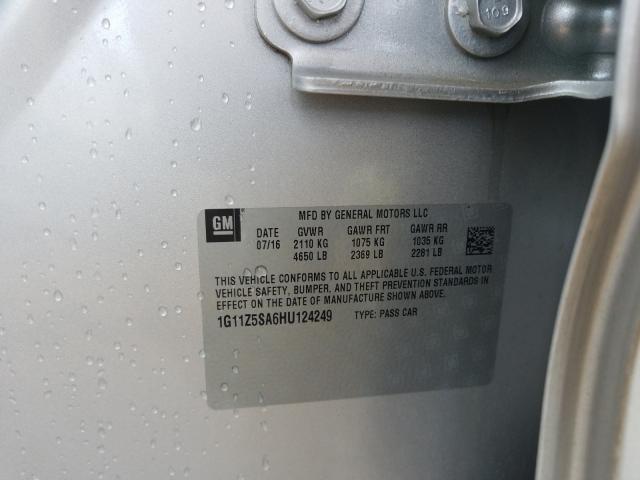 109
GM
MFD BY GENERAL MOTORS LLC
DATE GVWR GAWR FRT GAWR RR
07/16 2110 KG 1075 KG 1035 KG
4650 LB 2369 LB 2281 LB
THIS VEHICLE CONFORMS TO ALL APPLICABLE U.S. FEDERAL MOTOR
VEHICLE SAFETY, BUMPER, AND THEFT PREVENTION STANDARDS IN
EFFECT ON THE DATE OF MANUFACTURE SHOWN ABOVE.
1G11Z5SA6HU124249 TYPE: PASS CAR